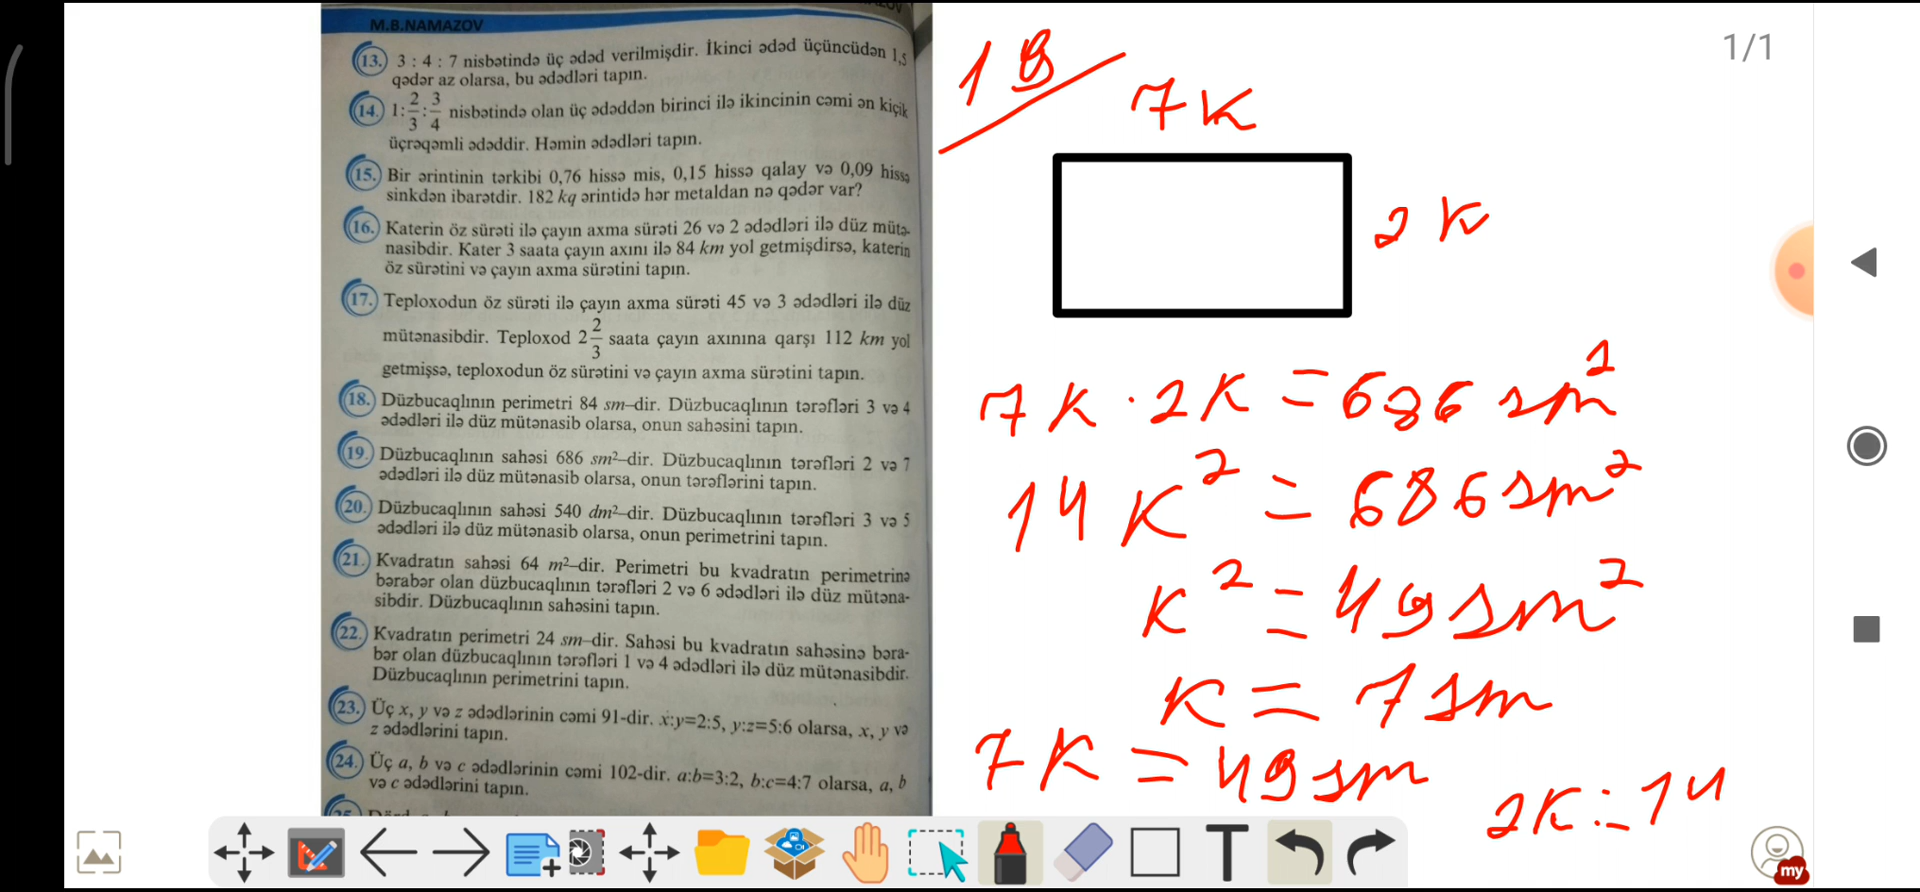 M.B.NAMAZOV
13. 3 : 4 : 7 nisbətində üç ədəd verilmişdir. İkinci ədəd üçüncüdən 1,5
qədər az olarsa, bu ədədləri tapın.
14. 1:2/3:3/4 nisbətində olan üç ədəddən birinci ilə ikincinin cəmi ən kiçik
üçrəqəmli ədəddir. Həmin ədədləri tapın.
15. Bir ərintinin tərkibi 0,76 hissə mis, 0,15 hissə qalay və 0,09 hissə
sinkdən ibarətdir. 182 kq ərintidə hər metaldan nə qədər var?
16. Katerin öz sürəti ilə çayın axma sürəti 26 və 2 ədədləri ilə düz mütə-
nasibdir. Kater 3 saata çayın axını ilə 84 km yol getmişdirsə, katerin
öz sürətini və çayın axma sürətini tapın.
17. Teploxodun öz sürəti ilə çayın axma sürəti 45 və 3 ədədləri ilə düz
mütənasibdir. Teploxod 2 2/3 saata çayın axınına qarşı 112 km yol
getmişsə, teploxodun öz sürətini və çayın axma sürətini tapın.
18. Düzbucaqlının perimetri 84 sm–dir. Düzbucaqlının tərəfləri 3 və 4
ədədləri ilə düz mütənasib olarsa, onun sahəsini tapın.
19. Düzbucaqlının sahəsi 686 sm²–dir. Düzbucaqlının tərəfləri 2 və 7
ədədləri ilə düz mütənasib olarsa, onun tərəflərini tapın.
20. Düzbucaqlının sahəsi 540 dm²–dir. Düzbucaqlının tərəfləri 3 və 5
ədədləri ilə düz mütənasib olarsa, onun perimetrini tapın.
21. Kvadratın sahəsi 64 m²–dir. Perimetri bu kvadratın perimetrinə
bərabər olan düzbucaqlının tərəfləri 2 və 6 ədədləri ilə düz mütəna-
sibdir. Düzbucaqlının sahəsini tapın.
22. Kvadratın perimetri 24 sm–dir. Sahəsi bu kvadratın sahəsinə bəra-
bər olan düzbucaqlının tərəfləri 1 və 4 ədədləri ilə düz mütənasibdir.
Düzbucaqlının perimetrini tapın.
23. Üç x, y və z ədədlərinin cəmi 91-dir. x:y=2:5, y:z=5:6 olarsa, x, y və
z ədədlərini tapın.
24. Üç a, b və c ədədlərinin cəmi 102-dir. a:b=3:2, b:c=4:7 olarsa, a, b
və c ədədlərini tapın.
1/1
19
7k
2k
7k · 2k = 686 sm²
14k² = 686 sm²
k² = 49 sm²
k = 7 sm
7k = 49 sm
2k = 14
T
my